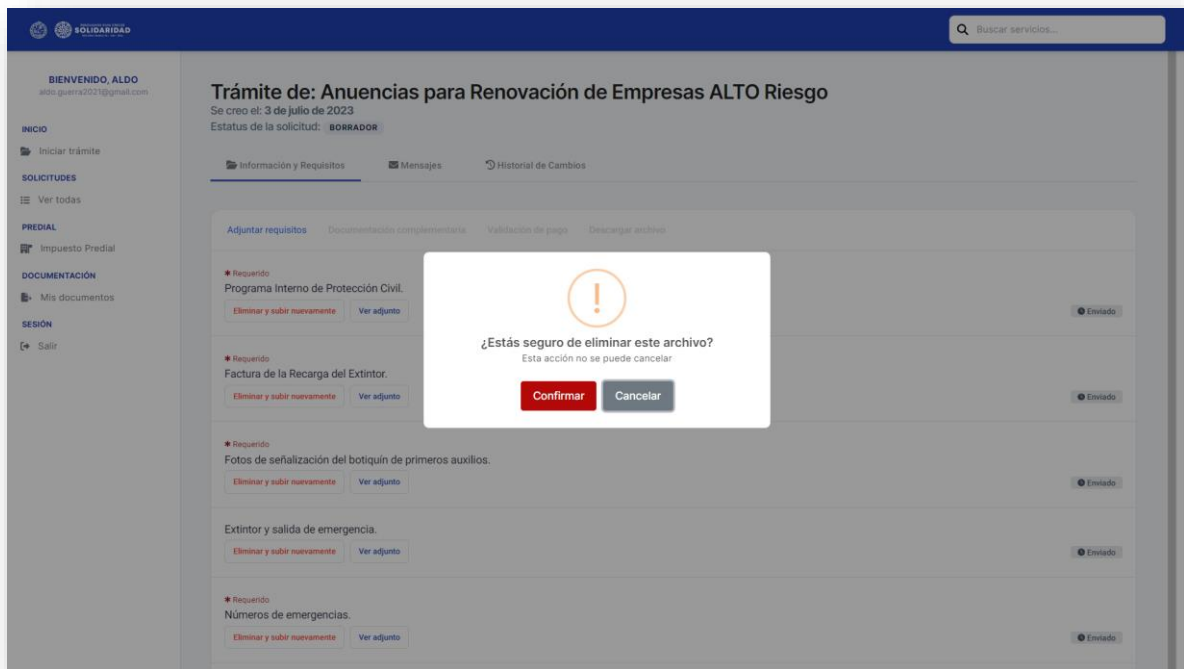 SOLIDARIDAD
Buscar servicios...
BIENVENIDO, ALDO
aldo.guerra2021@gmail.com
INICIO
Iniciar trámite
SOLICITUDES
Ver todas
PREDIAL
Impuesto Predial
DOCUMENTACIÓN
Mis documentos
SESIÓN
Salir
Trámite de: Anuencias para Renovación de Empresas ALTO Riesgo
Se creo el: 3 de julio de 2023
Estatus de la solicitud: BORRADOR
Información y Requisitos Mensajes Historial de Cambios
Adjuntar requisitos Documentación complementaria Validación de pago Descargar archivo
* Requerido
Programa Interno de Protección Civil.
Eliminar y subir nuevamente Ver adjunto Enviado
* Requerido
Factura de la Recarga del Extintor.
Eliminar y subir nuevamente Ver adjunto Enviado
* Requerido
Fotos de señalización del botiquín de primeros auxilios.
Eliminar y subir nuevamente Ver adjunto Enviado
Extintor y salida de emergencia.
Eliminar y subir nuevamente Ver adjunto Enviado
* Requerido
Números de emergencias.
Eliminar y subir nuevamente Ver adjunto Enviado
¿Estás seguro de eliminar este archivo?
Esta acción no se puede cancelar
Confirmar Cancelar